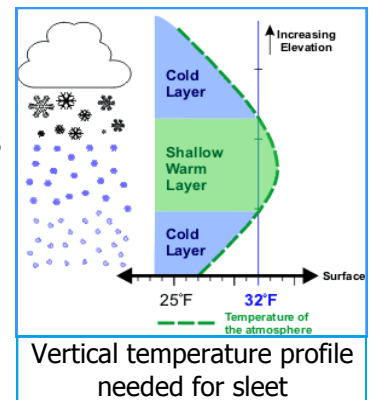 Increasing
Elevation
Cold
Layer
Shallow
Warm
Layer
Cold
Layer
Surface
25°F
32°F
Temperature of
the atmosphere
Vertical temperature profile
needed for sleet